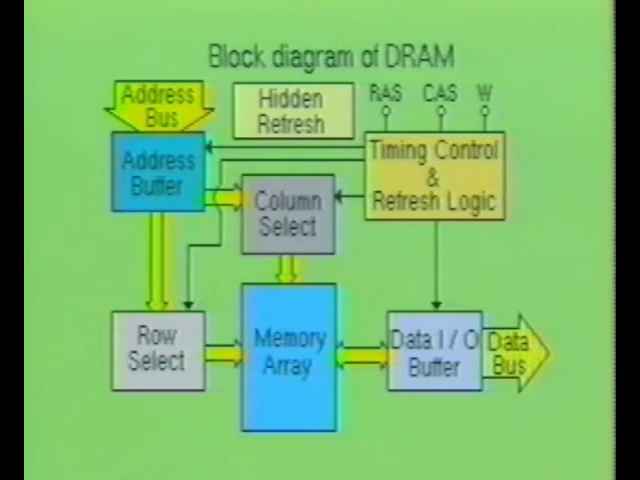 Block diagram of DRAM
Address
Bus
Hidden
Refresh
RAS CAS W
Address
Buffer
Timing Control
&
Refresh Logic
Column
Select
Row
Select
Memory
Array
Data I / O
Buffer
Data
Bus